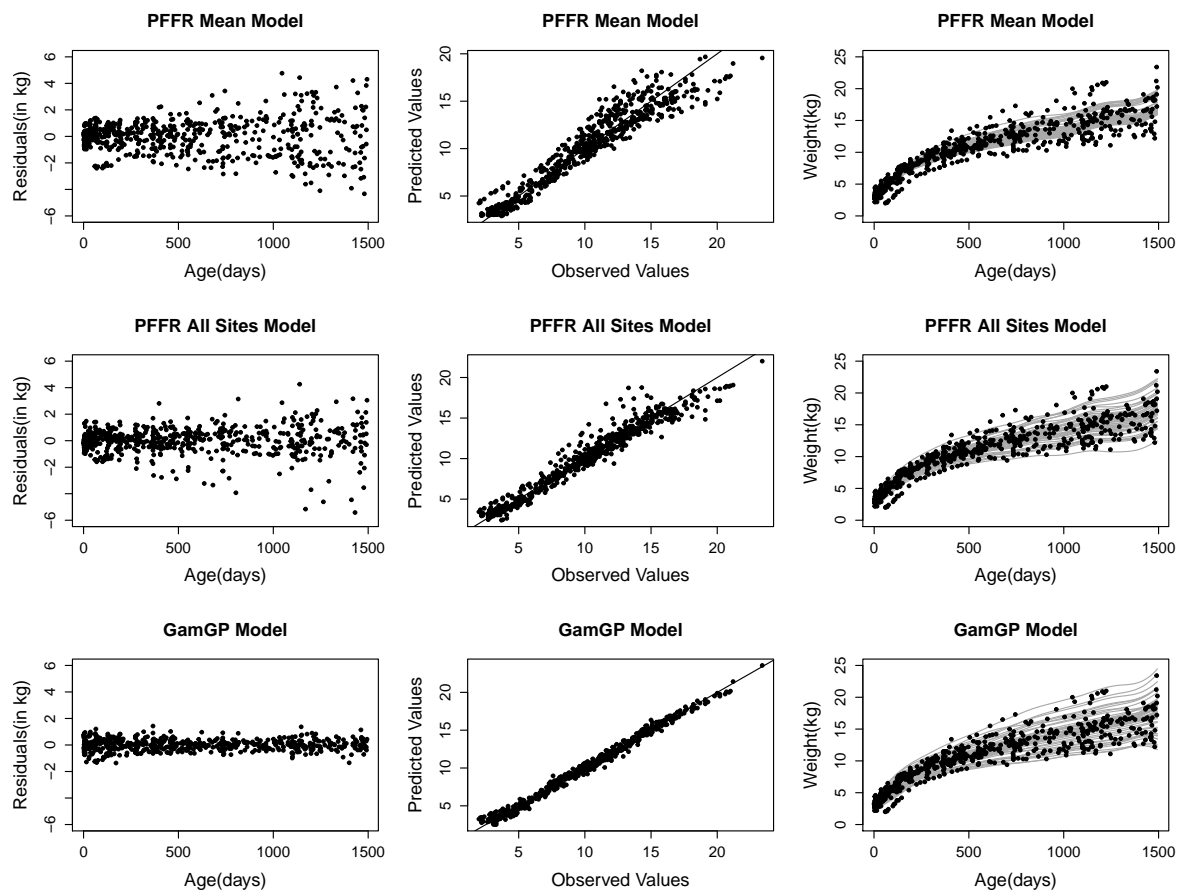 PFFR Mean Model
Residuals(in kg)
6
4
2
0
−2
−6
0 500 1000 1500
Age(days)
PFFR Mean Model
Predicted Values
20
15
10
5
5 10 15 20
Observed Values
PFFR Mean Model
Weight(kg)
25
20
15
10
5
0
0 500 1000 1500
Age(days)
PFFR All Sites Model
Residuals(in kg)
6
4
2
0
−2
−6
0 500 1000 1500
Age(days)
PFFR All Sites Model
Predicted Values
20
15
10
5
5 10 15 20
Observed Values
PFFR All Sites Model
Weight(kg)
25
20
15
10
5
0
0 500 1000 1500
Age(days)
GamGP Model
Residuals(in kg)
6
4
2
0
−2
−6
0 500 1000 1500
Age(days)
GamGP Model
Predicted Values
20
15
10
5
5 10 15 20
Observed Values
GamGP Model
Weight(kg)
25
20
15
10
5
0
0 500 1000 1500
Age(days)